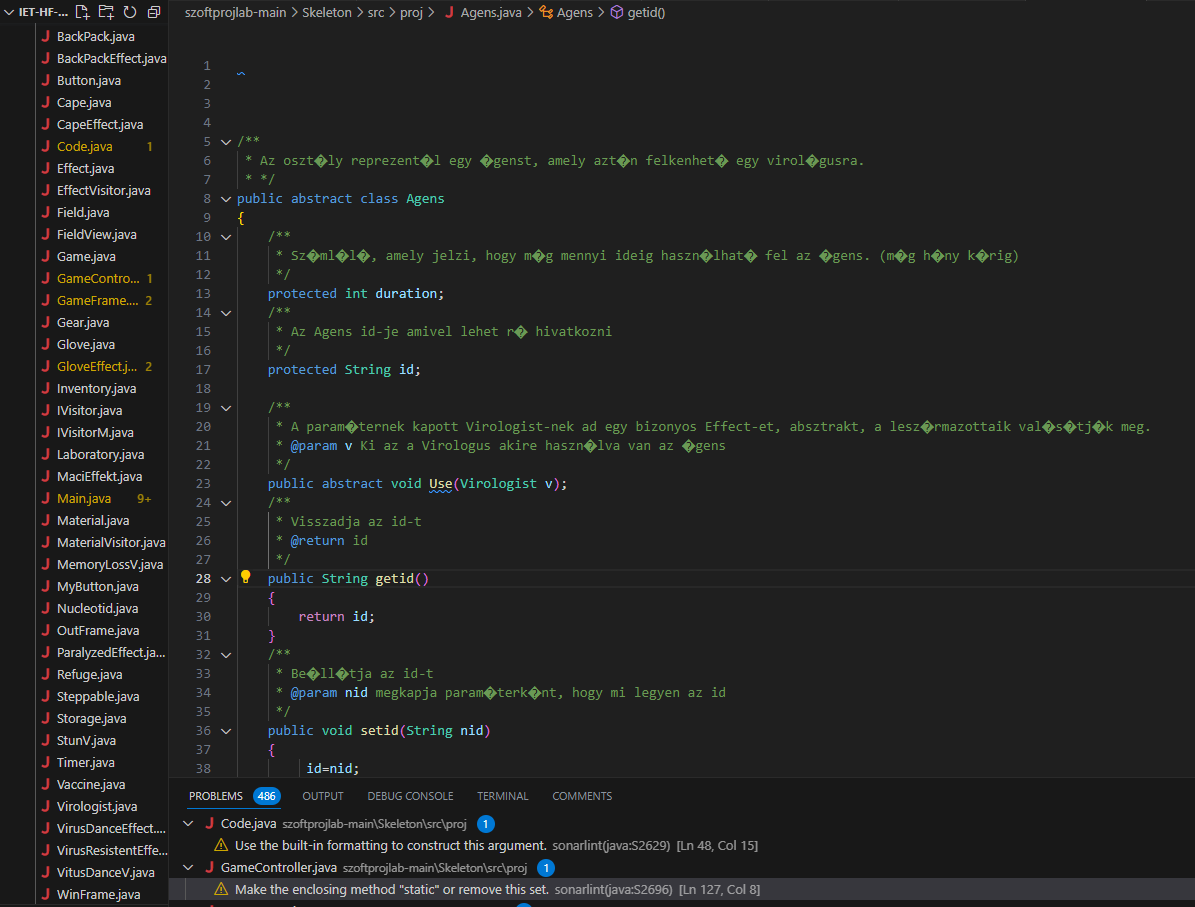 IET-HF-...
BackPack.java
BackPackEffect.java
Button.java
Cape.java
CapeEffect.java
Code.java 1
Effect.java
EffectVisitor.java
Field.java
FieldView.java
Game.java
GameContro... 1
GameFrame.... 2
Gear.java
Glove.java
GloveEffect.j... 2
Inventory.java
IVisitor.java
IVisitorM.java
Laboratory.java
MaciEffekt.java
Main.java 9+
Material.java
MaterialVisitor.java
MemoryLossV.java
MyButton.java
Nucleotid.java
OutFrame.java
ParalyzedEffect.ja...
Refuge.java
Steppable.java
Storage.java
StunV.java
Timer.java
Vaccine.java
Virologist.java
VirusDanceEffect....
VirusResistentEffe...
VitusDanceV.java
WinFrame.java
szoftprojlab-main > Skeleton > src > proj > J Agens.java > Agens > getid()
1
2
3
4
5 /**
6 * Az oszt�ly reprezent�l egy �genst, amely azt�n felkenhet� egy virol�gusra.
7 * */
8 public abstract class Agens
9 {
10 /**
11 * Sz�ml�l�, amely jelzi, hogy m�g mennyi ideig haszn�lhat� fel az �gens. (m�g h�ny k�rig)
12 */
13 protected int duration;
14 /**
15 * Az Agens id-je amivel lehet r� hivatkozni
16 */
17 protected String id;
18
19 /**
20 * A param�ternek kapott Virologist-nek ad egy bizonyos Effect-et, absztrakt, a lesz�rmazottaik val�s�tj�k meg.
21 * @param v Ki az a Virologus akire haszn�lva van az �gens
22 */
23 public abstract void Use(Virologist v);
24 /**
25 * Visszadja az id-t
26 * @return id
27 */
28 public String getid()
29 {
30 return id;
31 }
32 /**
33 * Be�ll�tja az id-t
34 * @param nid megkapja param�terk�nt, hogy mi legyen az id
35 */
36 public void setid(String nid)
37 {
38 id=nid;
PROBLEMS 486 OUTPUT DEBUG CONSOLE TERMINAL COMMENTS
J Code.java szoftprojlab-main\Skeleton\src\proj 1
Use the built-in formatting to construct this argument. sonarlint(java:S2629) [Ln 48, Col 15]
J GameController.java szoftprojlab-main\Skeleton\src\proj 1
Make the enclosing method "static" or remove this set. sonarlint(java:S2696) [Ln 127, Col 8]